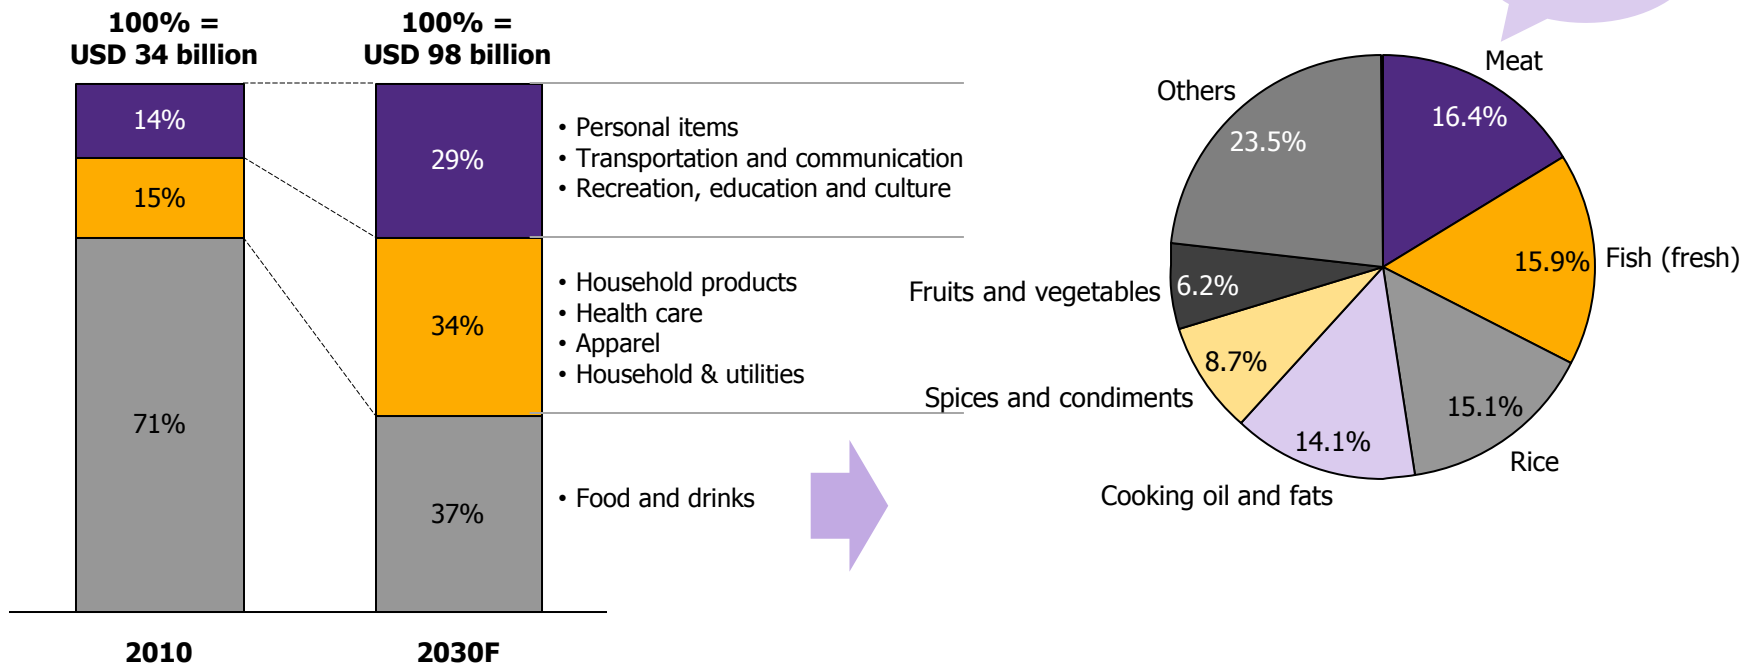 100% =
USD 34 billion
100% =
USD 98 billion
14%
15%
71%
29%
34%
37%
2010
2030F
• Personal items
• Transportation and communication
• Recreation, education and culture
• Household products
• Health care
• Apparel
• Household & utilities
• Food and drinks
Meat
16.4%
Fish (fresh)
15.9%
Rice
15.1%
Cooking oil and fats
14.1%
Spices and condiments
8.7%
Fruits and vegetables
6.2%
Others
23.5%